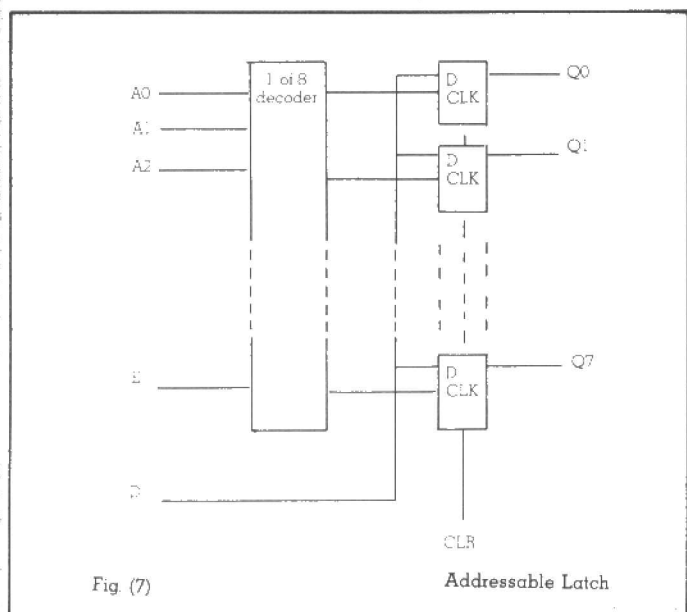 1 of 8
decoder
A0
A1
A2
E
D
D
CLK
Q0
D
CLK
Q1
D
CLK
Q7
CLR
Fig. (7)
Addressable Latch